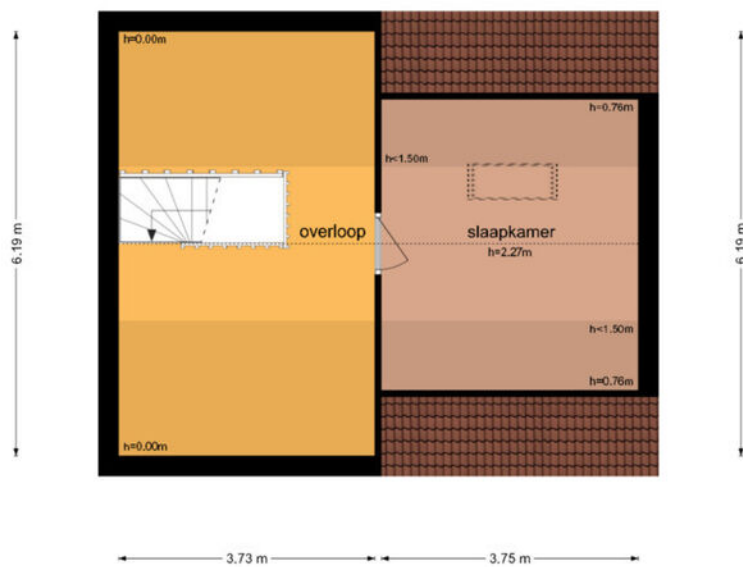 h=0.00m
h=0.76m
h<1.50m
6.19 m
overloop
slaapkamer
h=2.27m
6.19 m
h<1.50m
h=0.76m
h=0.00m
3.73 m
3.75 m